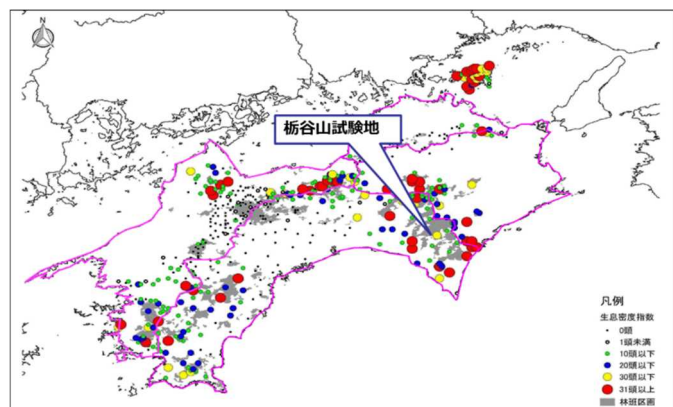 N
栃谷山試験地
凡例
生息密度指数
0頭
1頭未満
10頭以下
20頭以下
30頭以下
31頭以上
林班区画